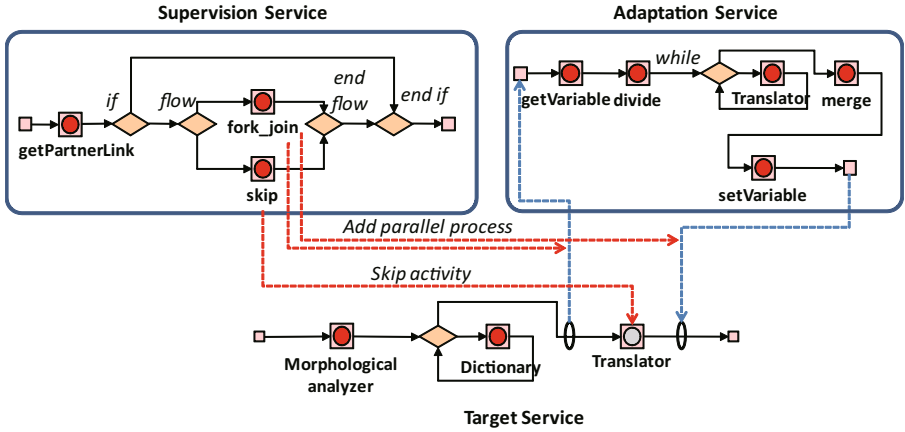 Supervision Service
Adaptation Service
if
flow
end
flow
end if
getPartnerLink
fork_join
skip
while
getVariable
divide
Translator
merge
setVariable
Add parallel process
Skip activity
Morphological
analyzer
Dictionary
Translator
Target Service